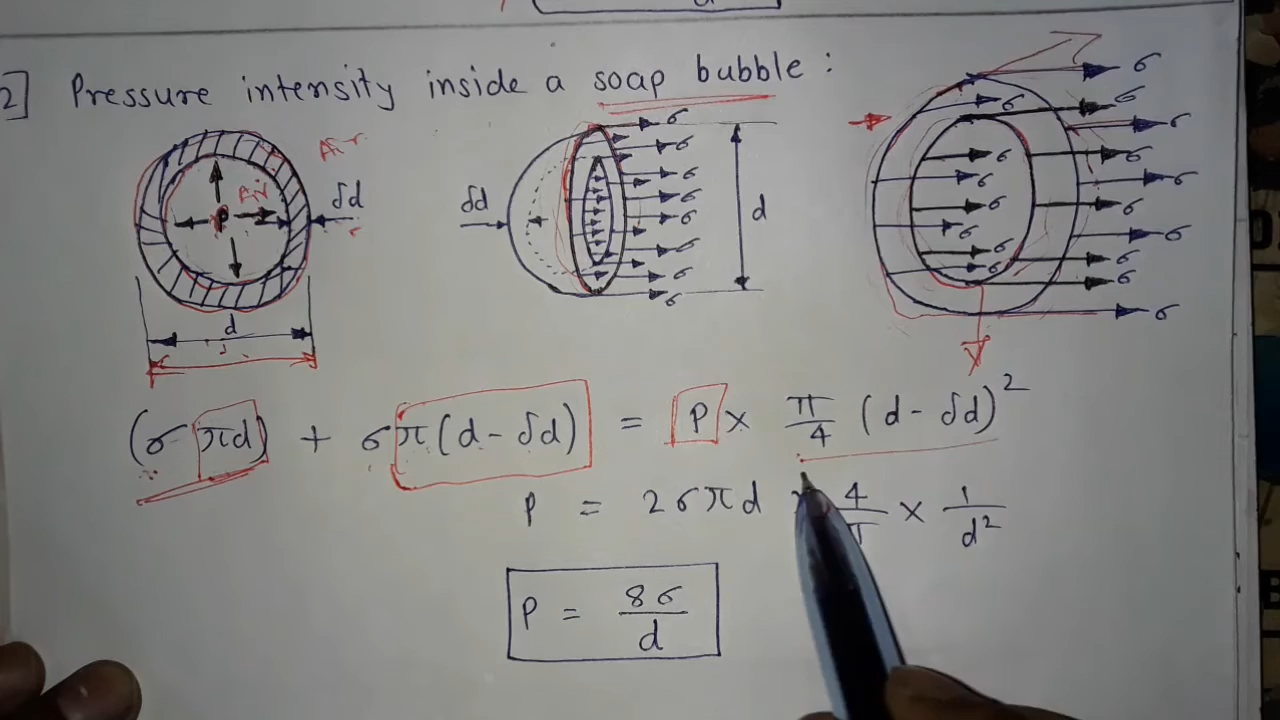 2] Pressure intensity inside a soap bubble :
Air
Air
P
δd
d
δd
σ σ σ σ σ σ σ σ
d
σ σ σ σ σ σ σ σ σ
σ σ σ σ σ σ σ
(σ πd) + σπ(d - δd) = P × π/4 (d - δd)²
P = 2σπd × 4/π × 1/d²
P = 8σ/d